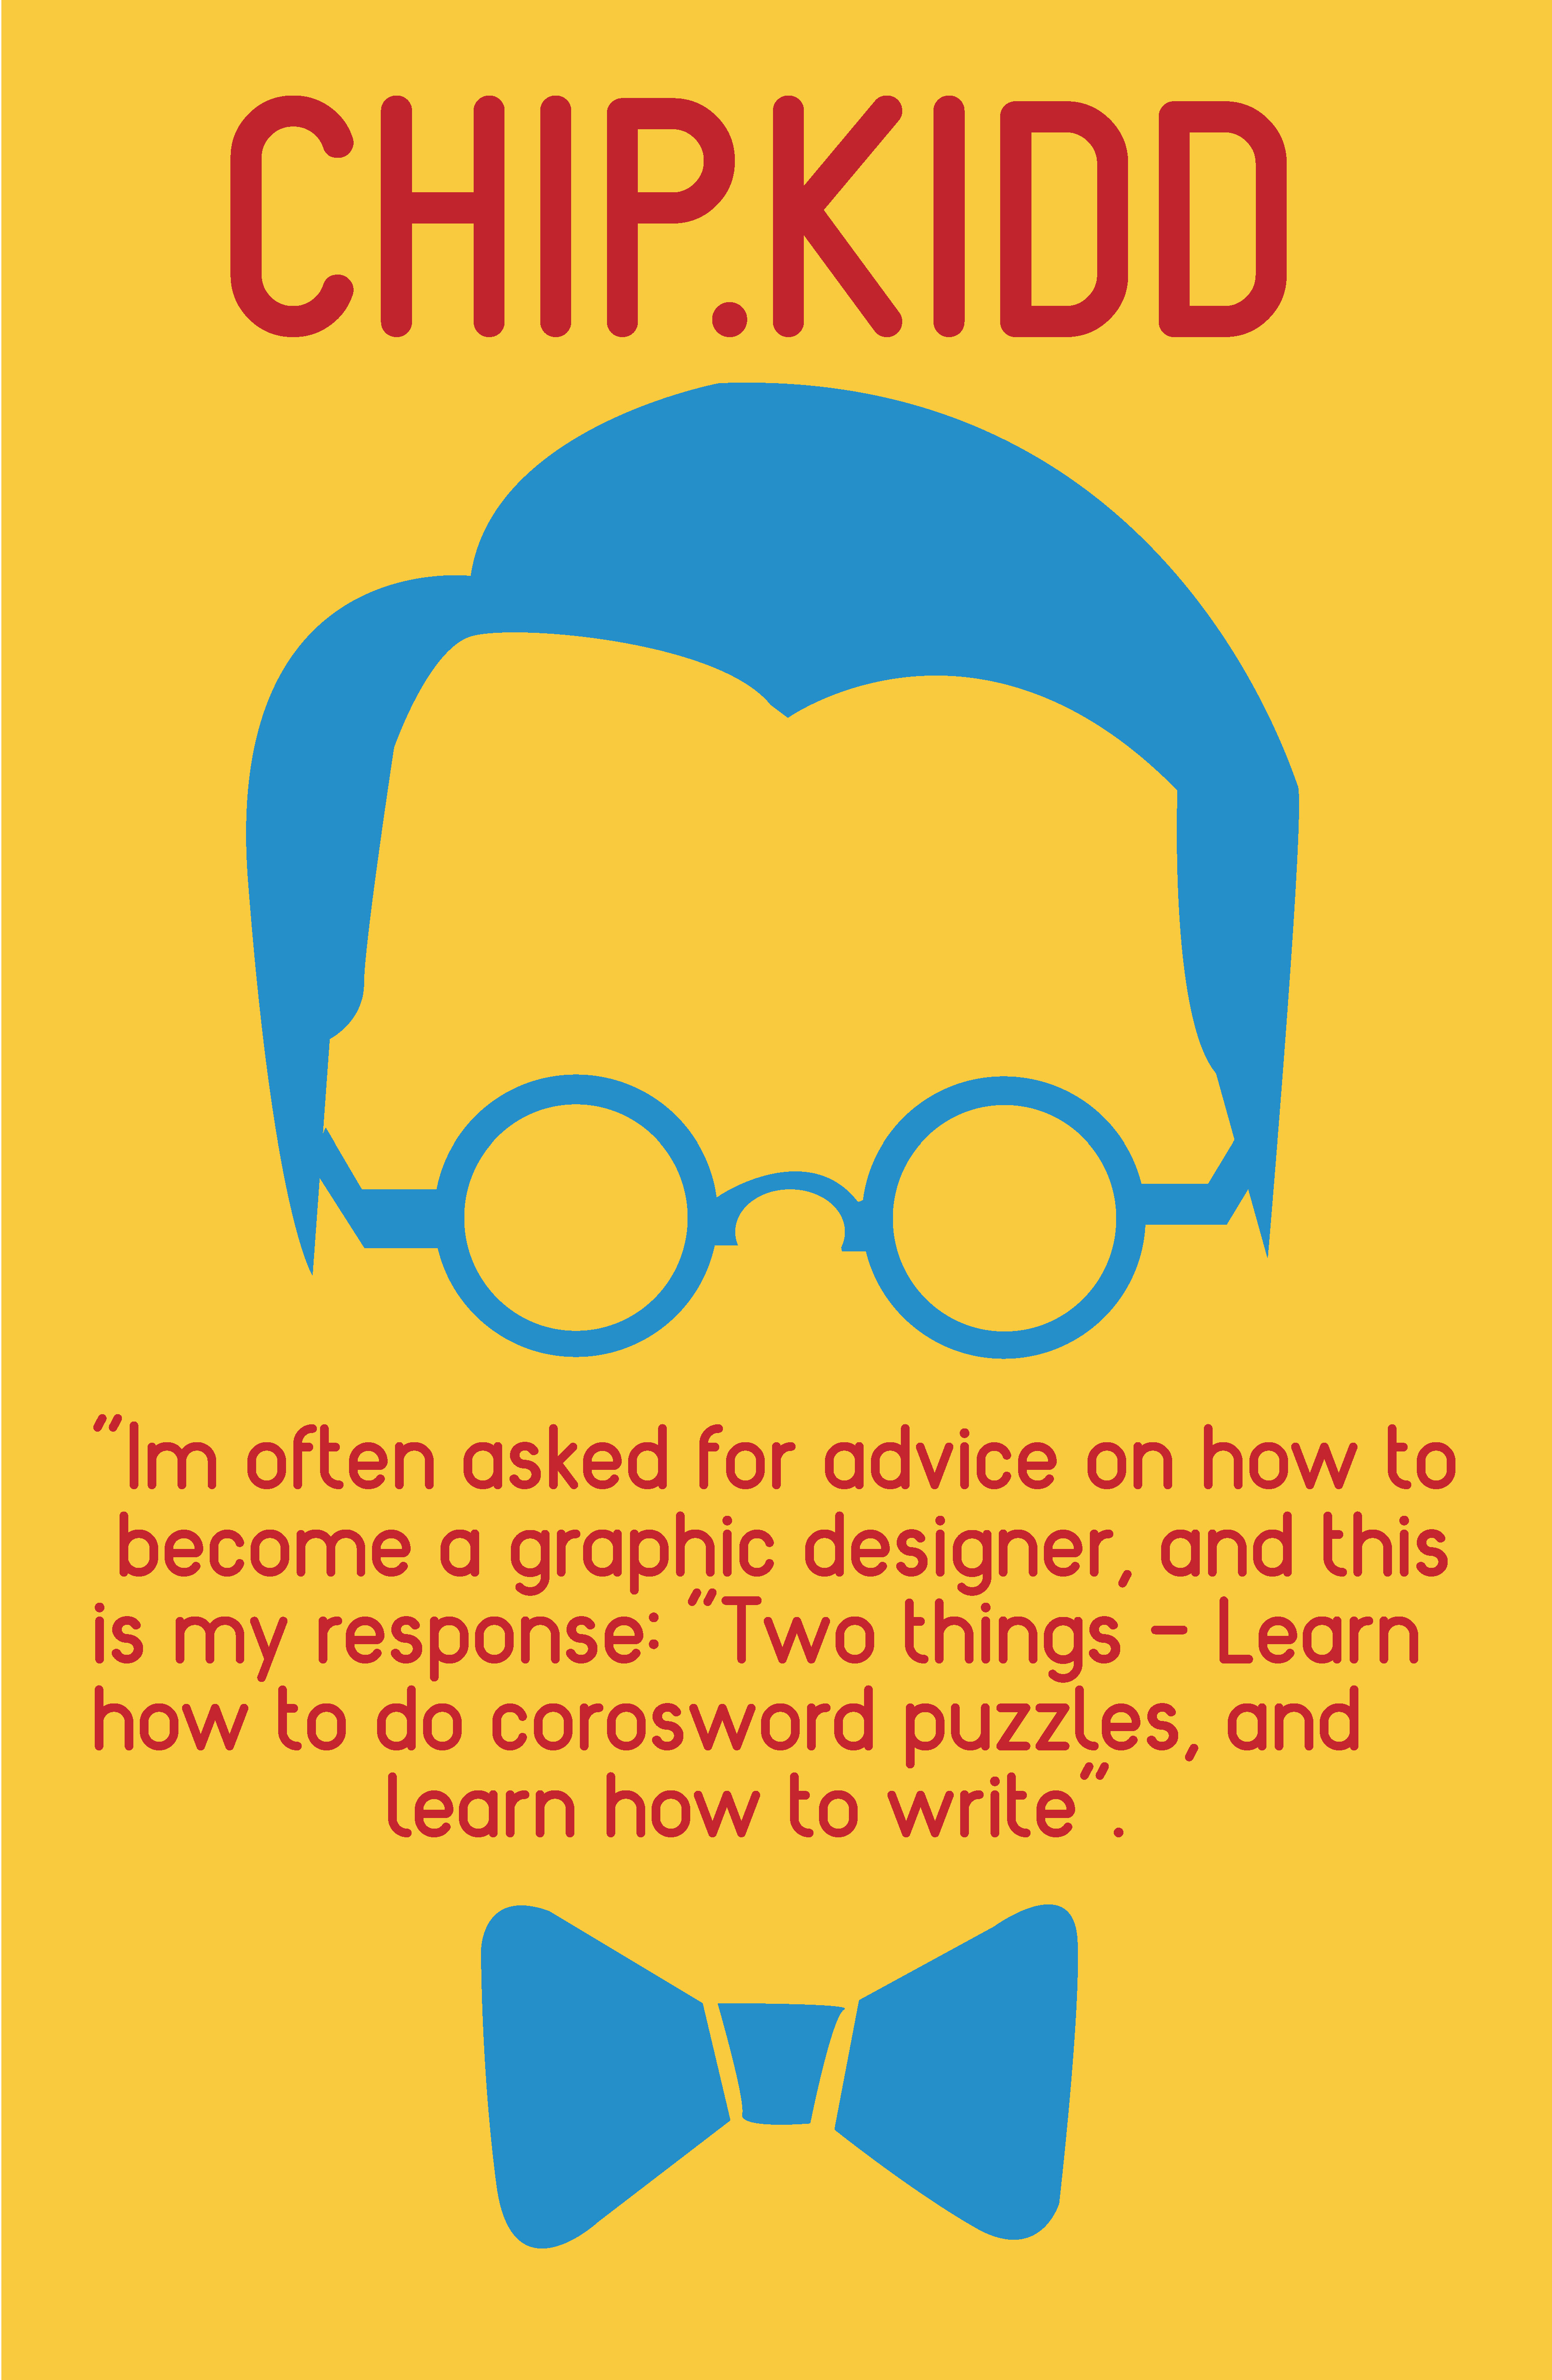 CHIP.KIDD
“Im often asked for advice on how to
become a graphic designer, and this
is my response: “Two things - Learn
how to do corosword puzzles, and
learn how to write”.